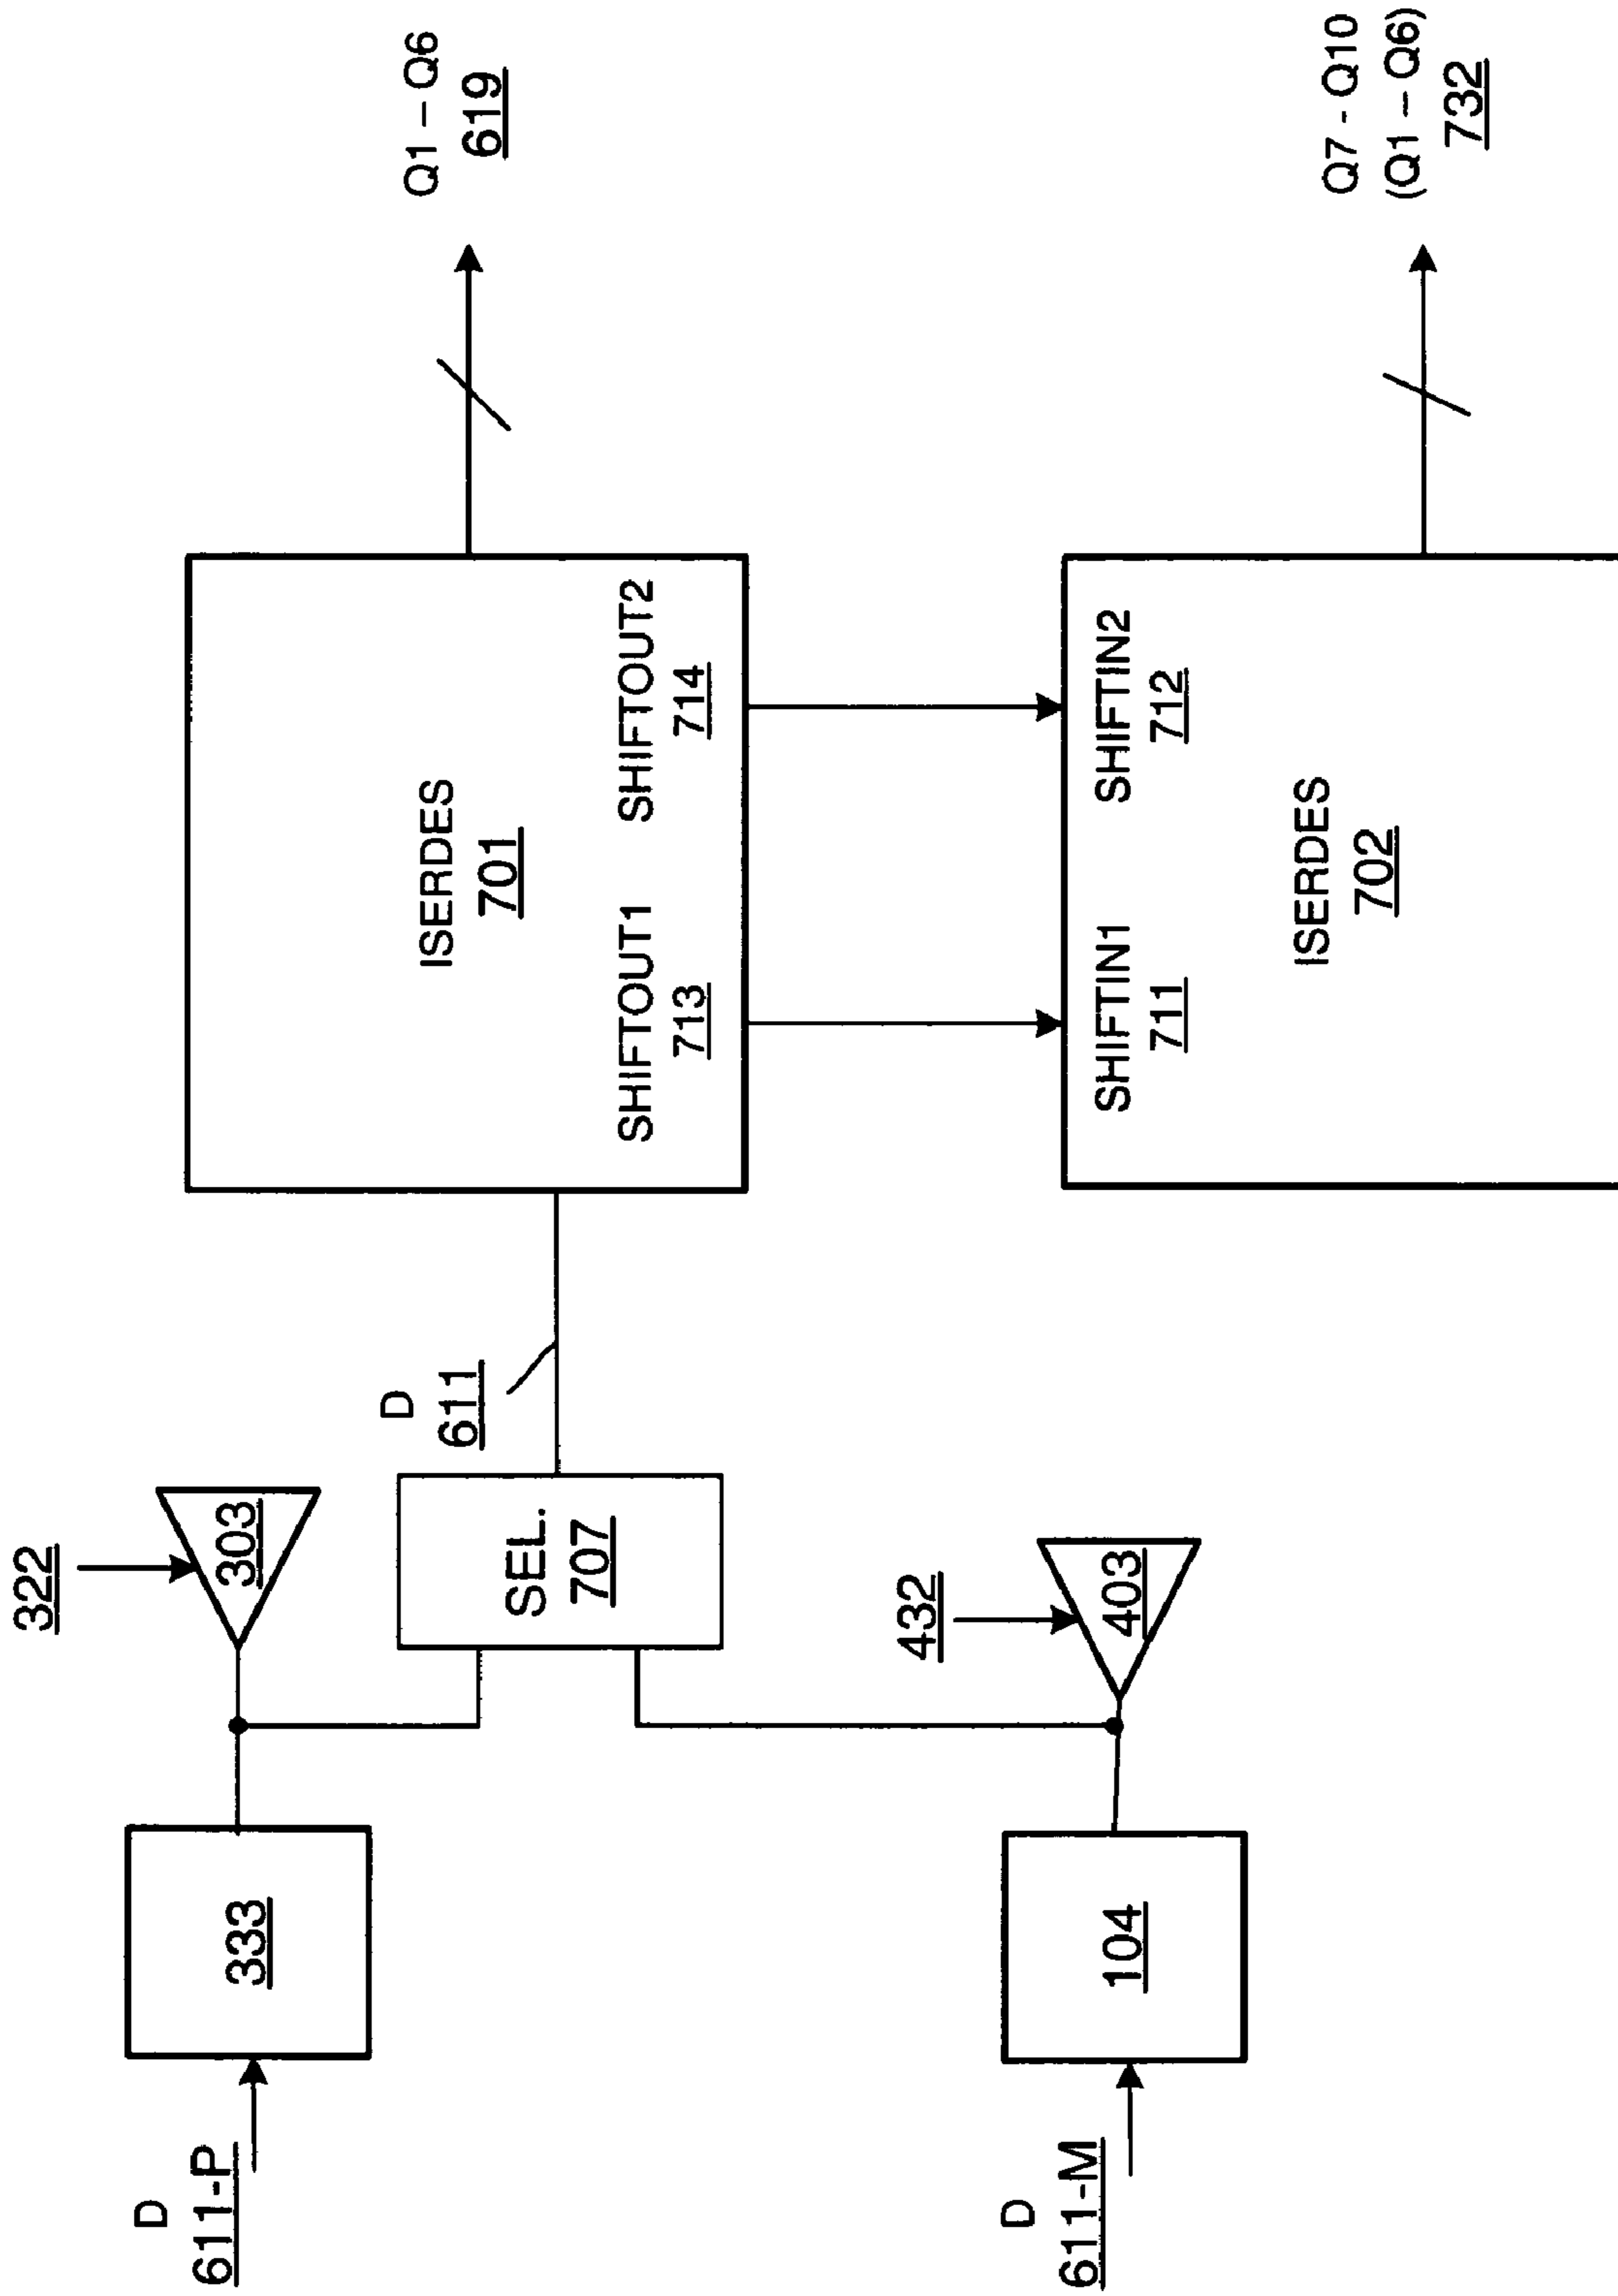 322
303
D
611-P
333
D
611
SEL.
707
ISERDES
701
SHIFTOUT1 SHIFTOUT2
713 714
Q1 – Q6
619
432
403
D
611-M
104
SHIFTIN1 SHIFTIN2
711 712
ISERDES
702
Q7 - Q10
(Q1 – Q6)
732